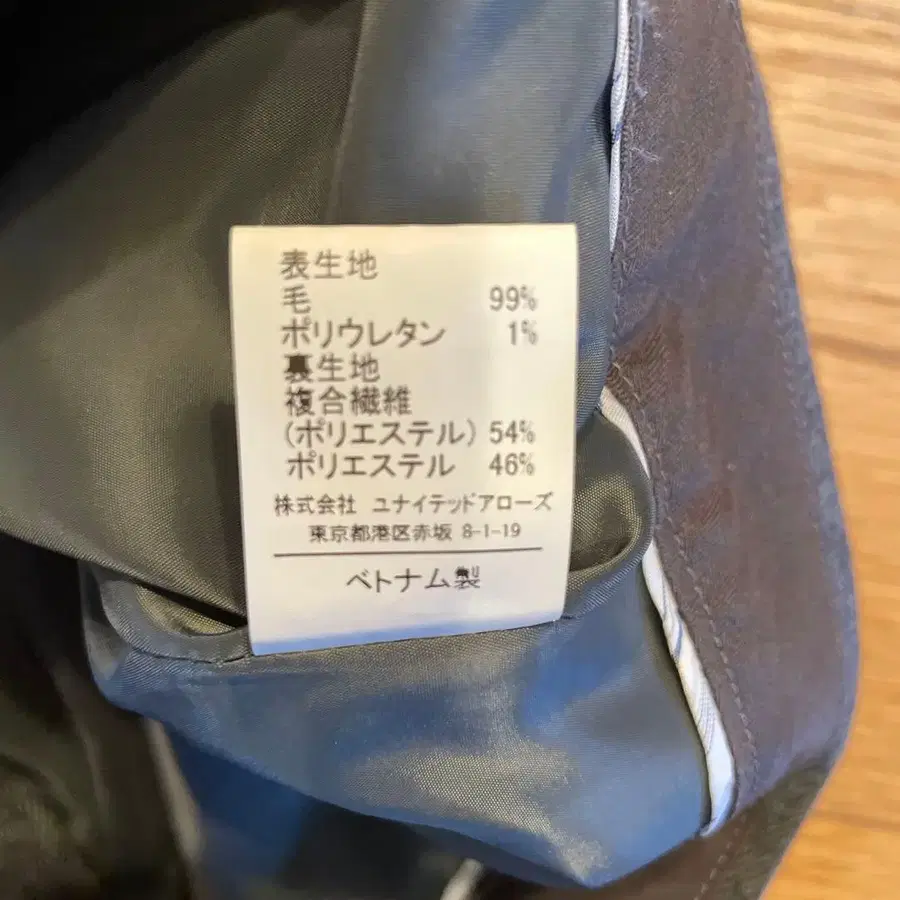 表生地
毛 99%
ポリウレタン 1%
裏生地
複合繊維
(ポリエステル) 54%
ポリエステル 46%
株式会社 ユナイテッドアローズ
東京都港区赤坂 8-1-19
ベトナム製